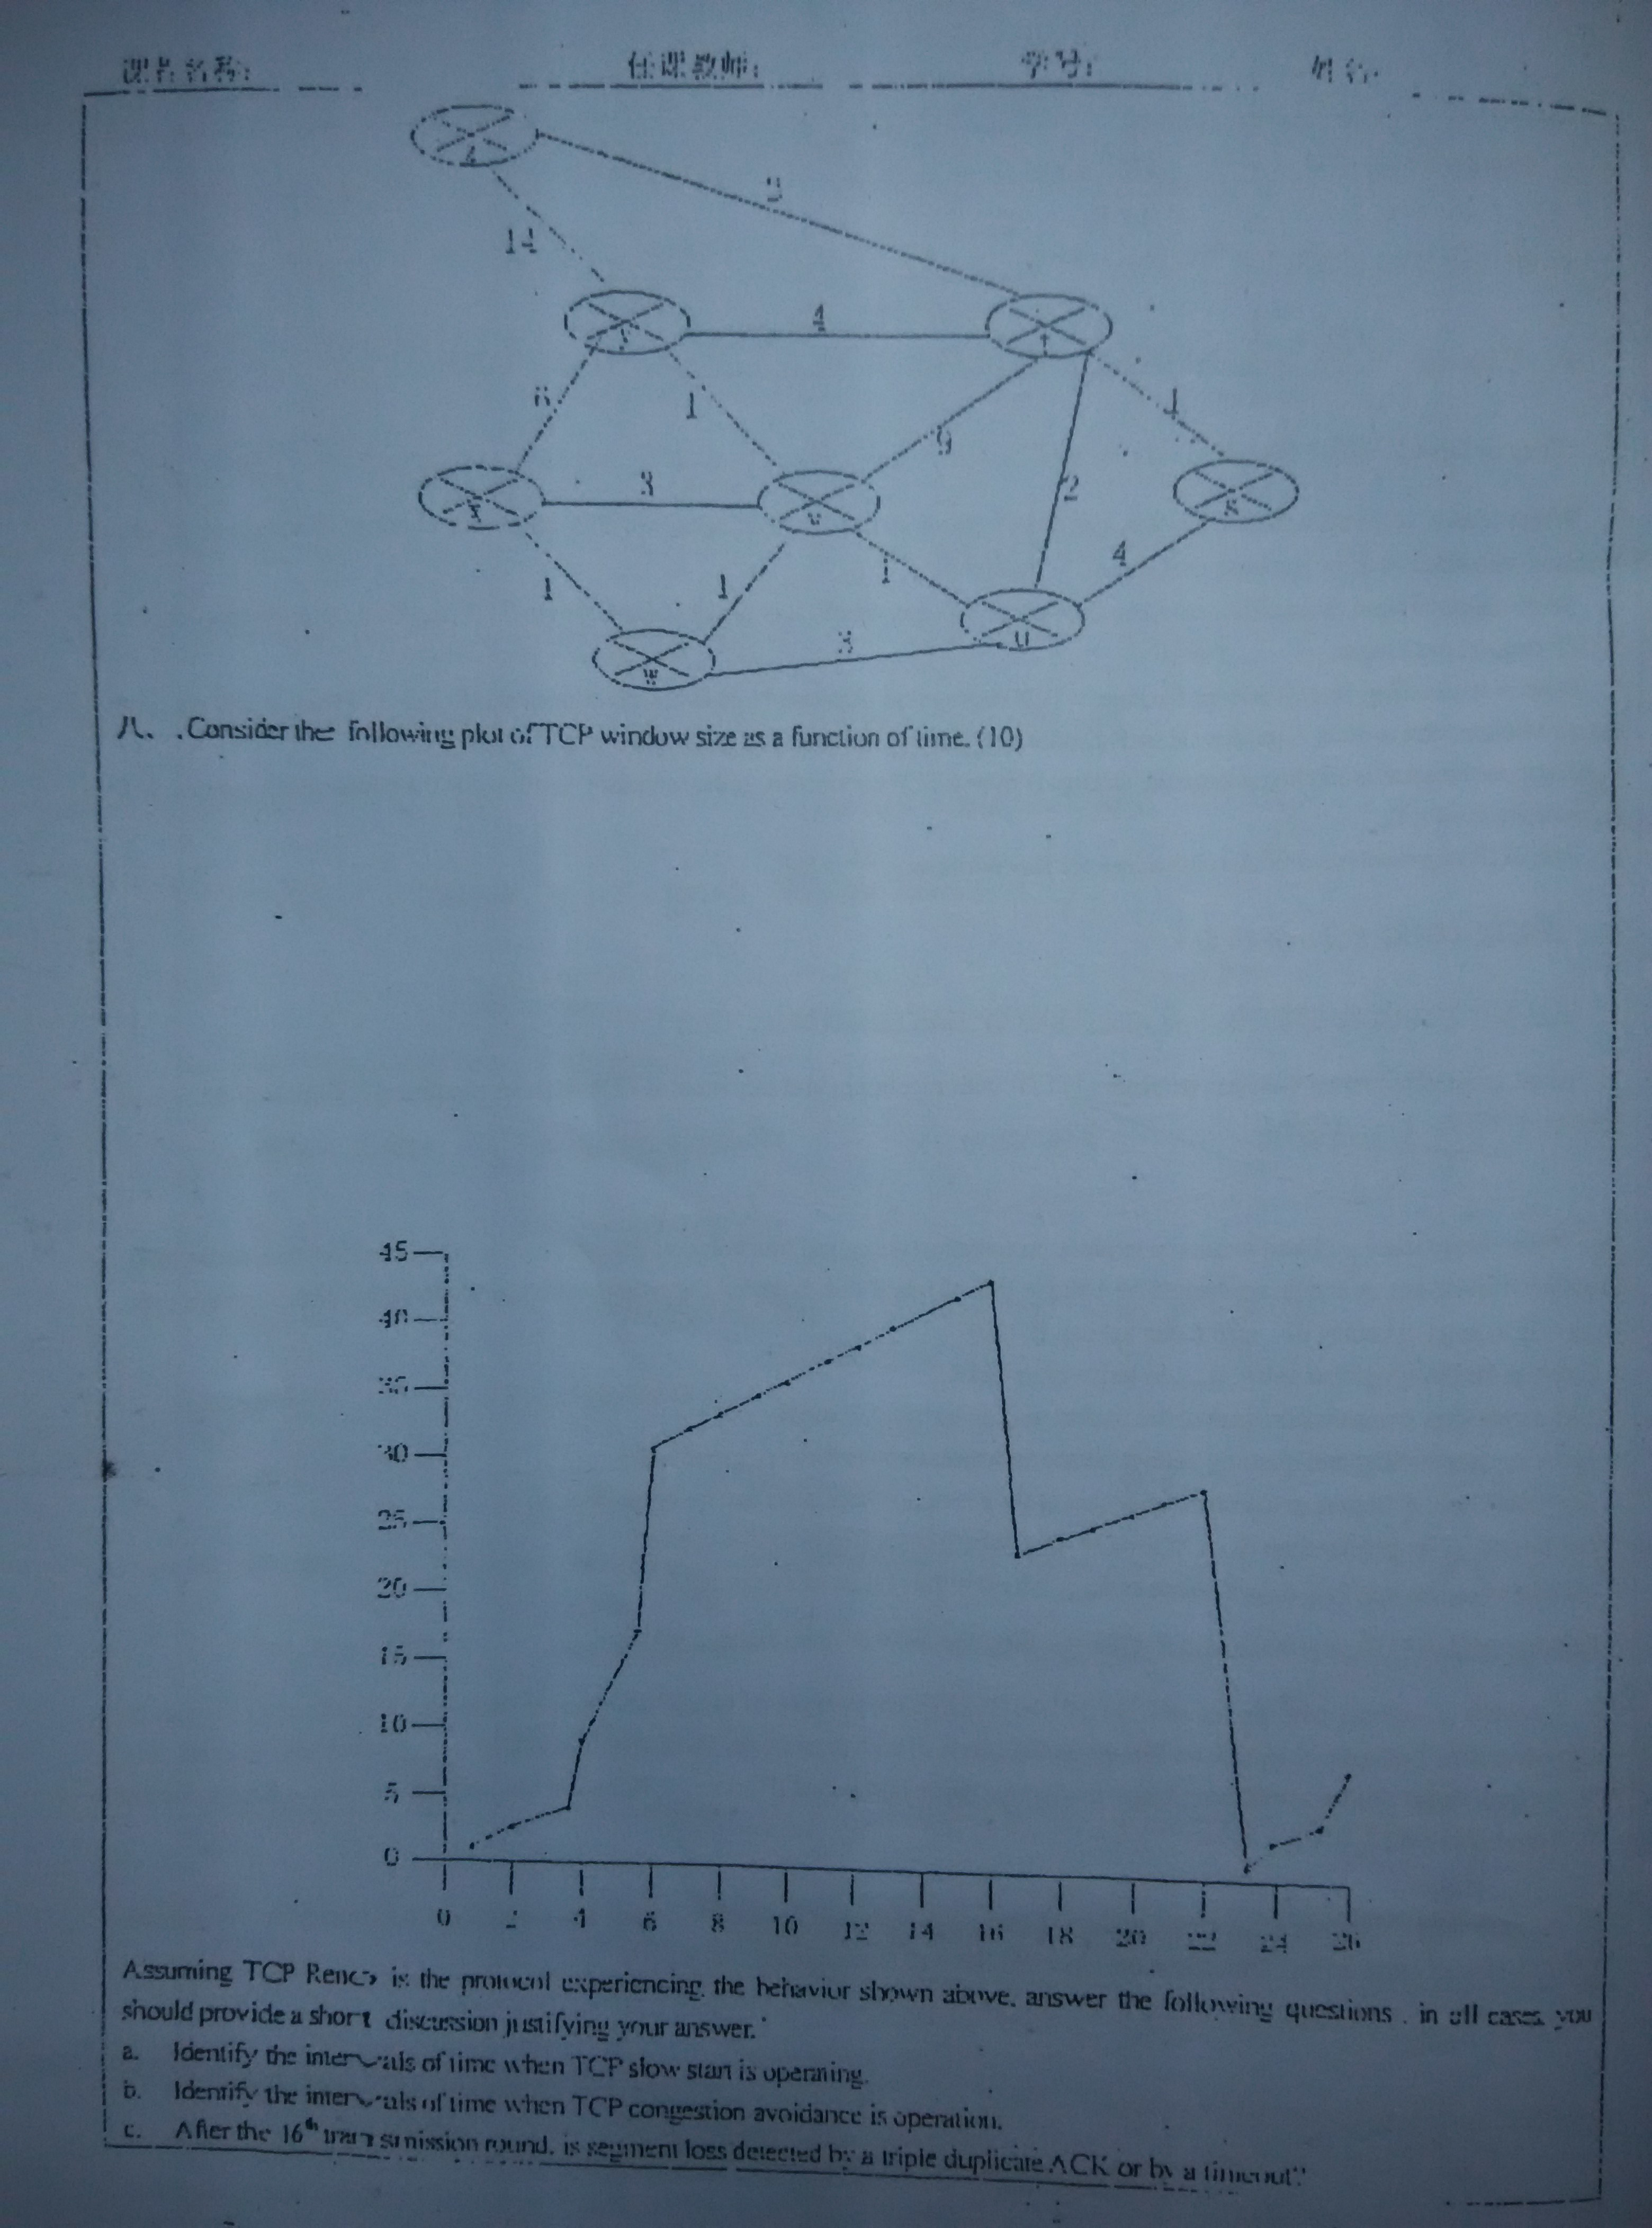 课名名称: 任课教师: 学号: 姓名:
14
4
1
9
3
2
1
1
1
1
4
3
x
v
s
w
u
八、 .Consider the following plot of TCP window size as a function of time. (10)
45
40
35
30
25
20
15
10
5
0
0 2 4 6 8 10 12 14 16 18 20 22 24 26
Assuming TCP Reno is the protocol experiencing the behavior shown above, answer the following questions . in all cases, you
should provide a short discussion justifying your answer.
a. Identify the intervals of time when TCP slow start is operating.
b. Identify the intervals of time when TCP congestion avoidance is operation.
c. After the 16th transmission round, is segment loss detected by a triple duplicate ACK or by a timeout?